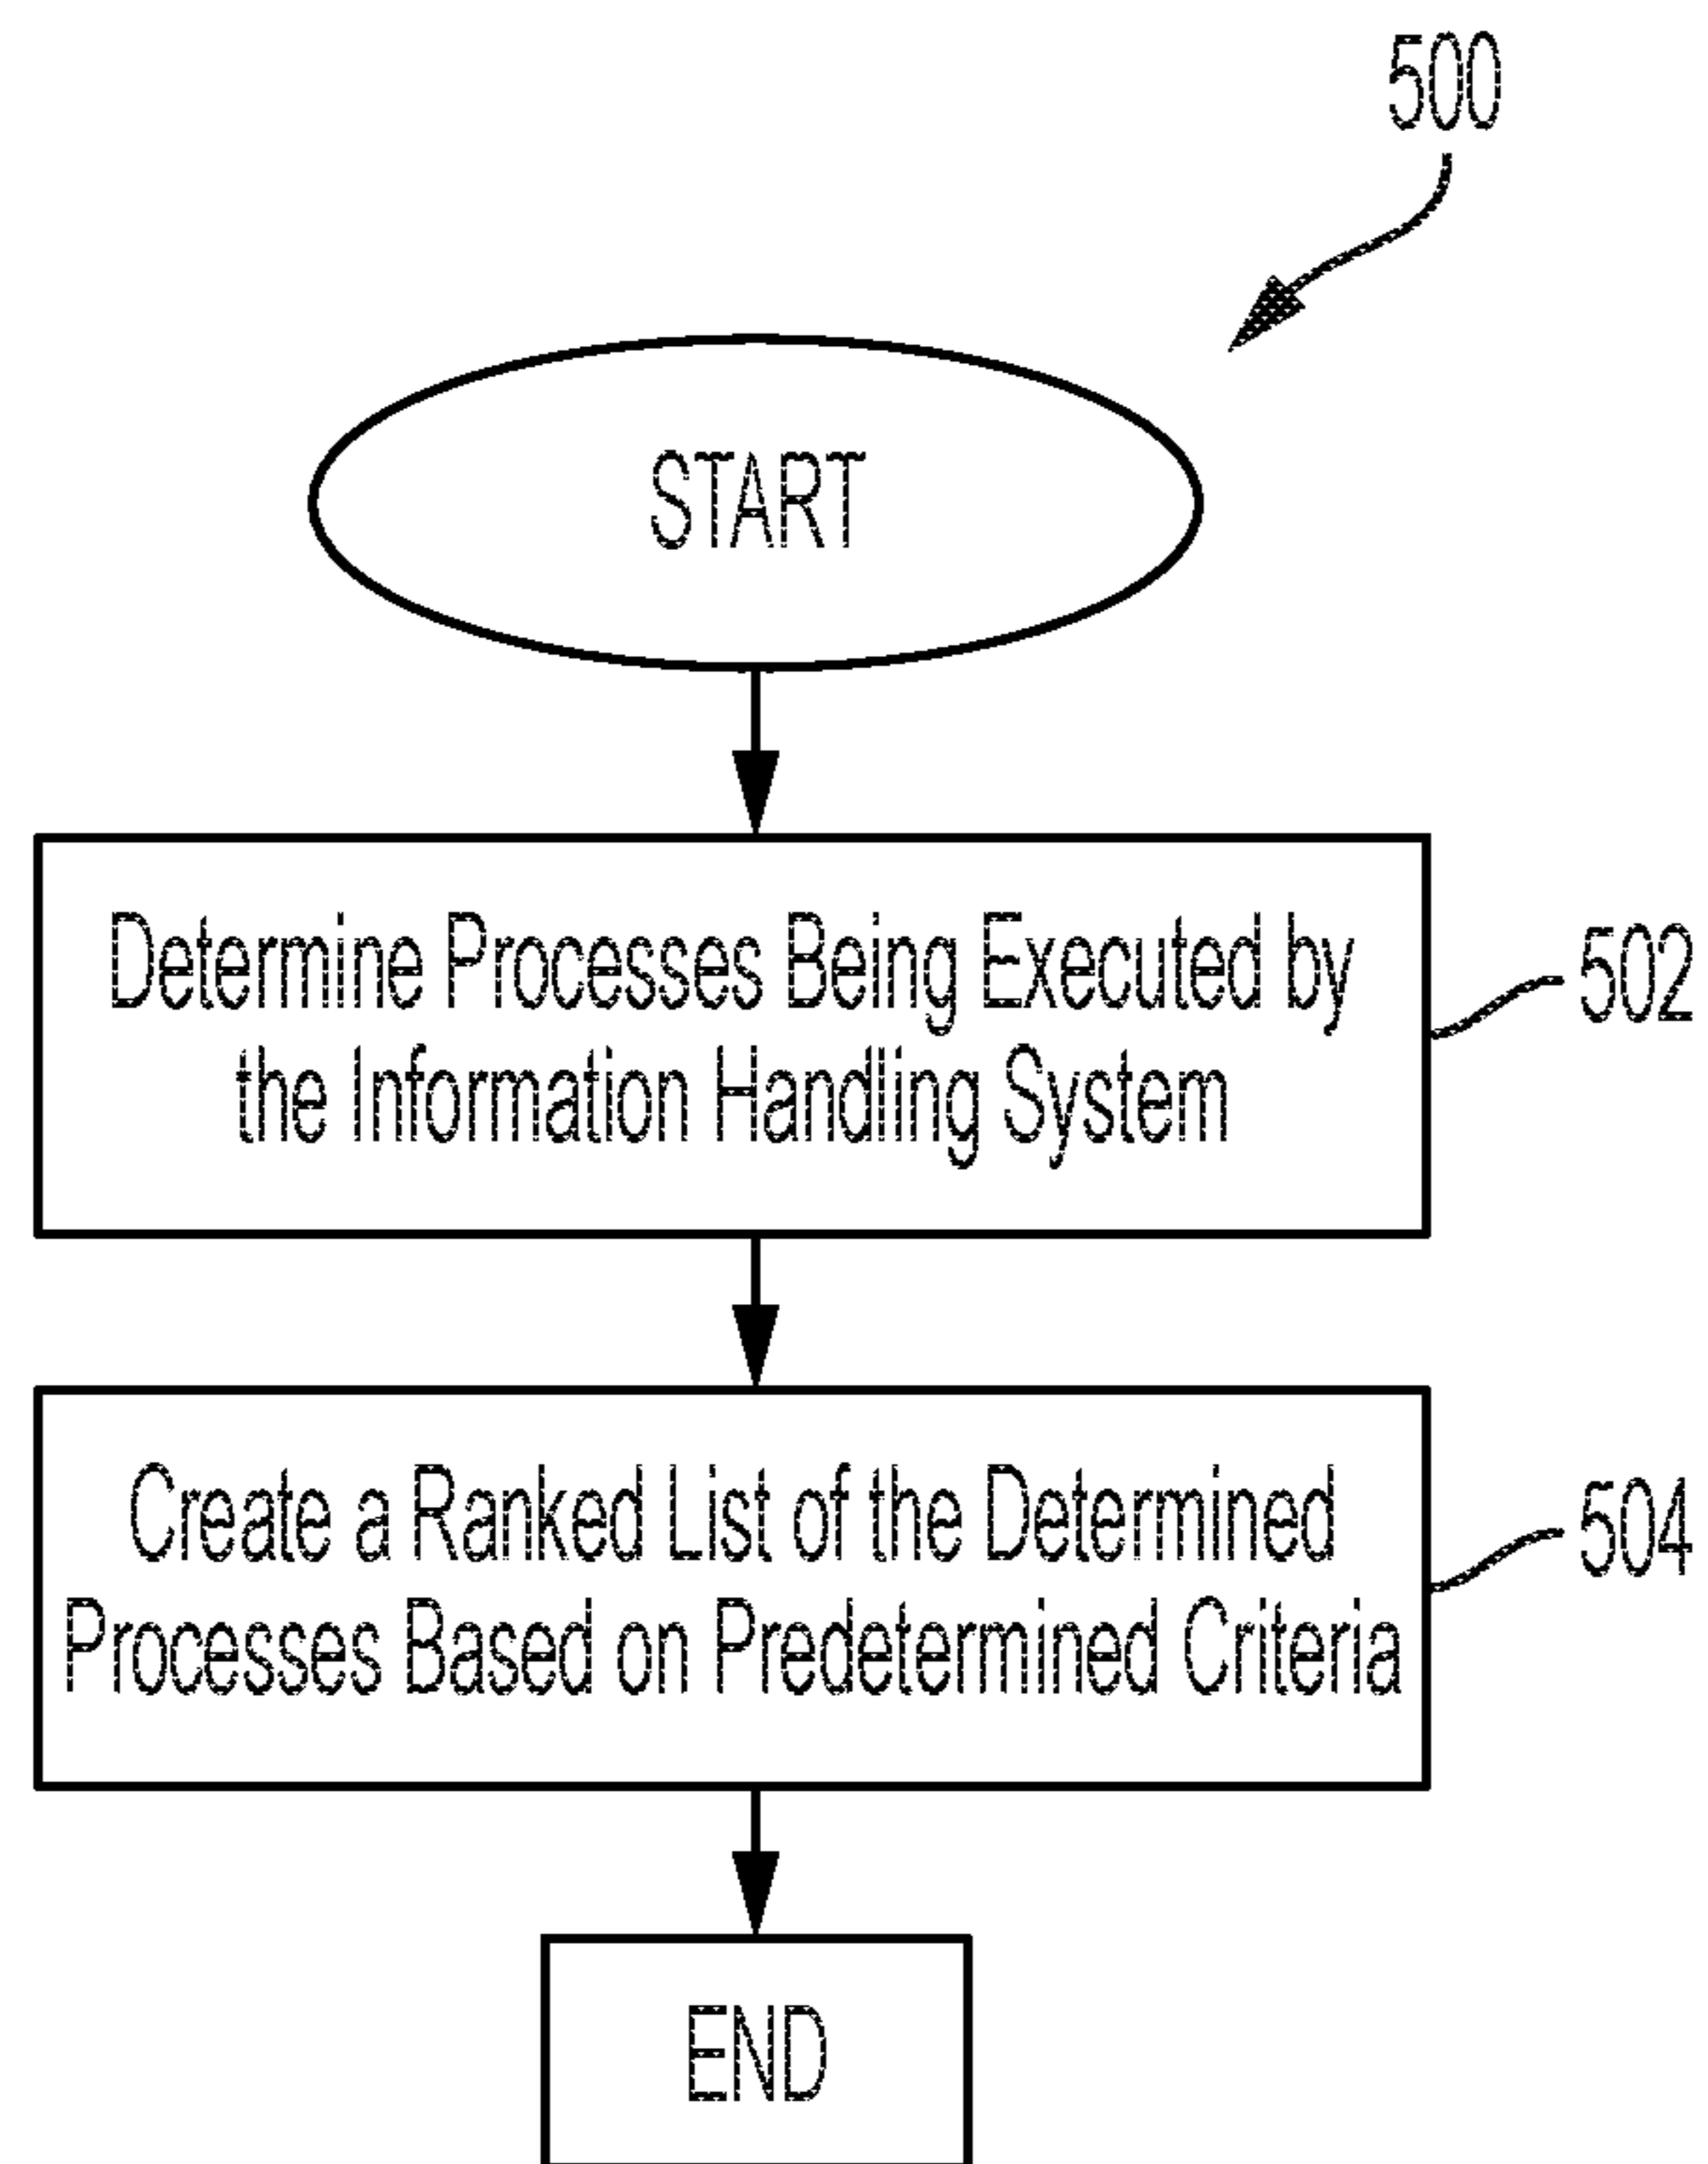 500
START
Determine Processes Being Executed by
the Information Handling System
502
Create a Ranked List of the Determined
Processes Based on Predetermined Criteria
504
END